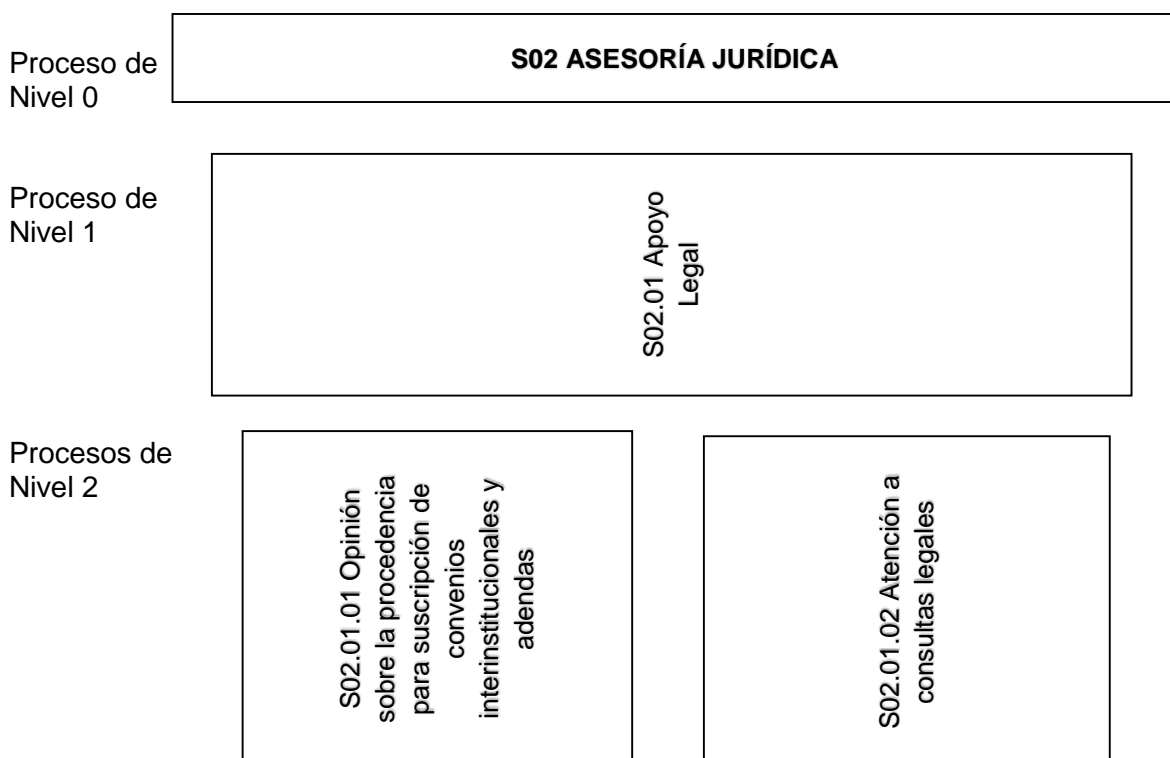 Proceso de
Nivel 0
S02 ASESORÍA JURÍDICA
Proceso de
Nivel 1
S02.01 Apoyo
Legal
Procesos de
Nivel 2
S02.01.01 Opinión
sobre la procedencia
para suscripción de
convenios
interinstitucionales y
adendas
S02.01.02 Atención a
consultas legales